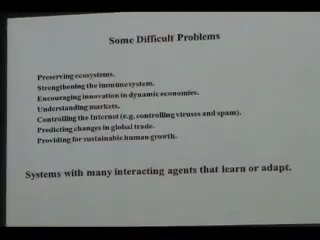 Some Difficult Problems
Preserving ecosystems.
Strengthening the immune system.
Encouraging innovation in dynamic economies.
Understanding markets.
Controlling the Internet (e.g. controlling viruses and spam).
Predicting changes in global trade.
Providing for sustainable human growth.
Systems with many interacting agents that learn or adapt.